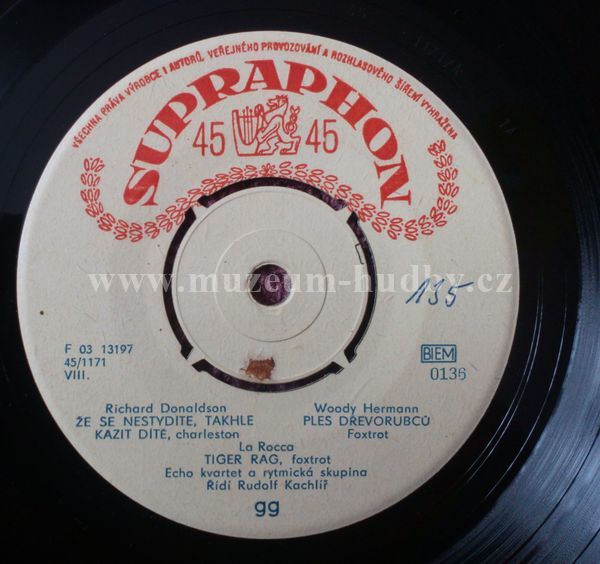 VŠECHNA PRÁVA VÝROBCE I AUTORŮ, VEŘEJNÉHO PROVOZOVÁNÍ A ROZHLASOVÉHO ŠÍŘENÍ VYHRAŽENA
SUPRAPHON
45 45
www.muzeum-hudby.cz
135
F 03 13197
45/1171
VIII.
BIEM
0136
Richard Donaldson
ŽE SE NESTYDÍTE, TAKHLE
KAZIT DÍTĚ, charleston
Woody Hermann
PLES DŘEVORUBCŮ
Foxtrot
La Rocca
TIGER RAG, foxtrot
Echo kvartet a rytmická skupina
Řídí Rudolf Kachlíř
gg